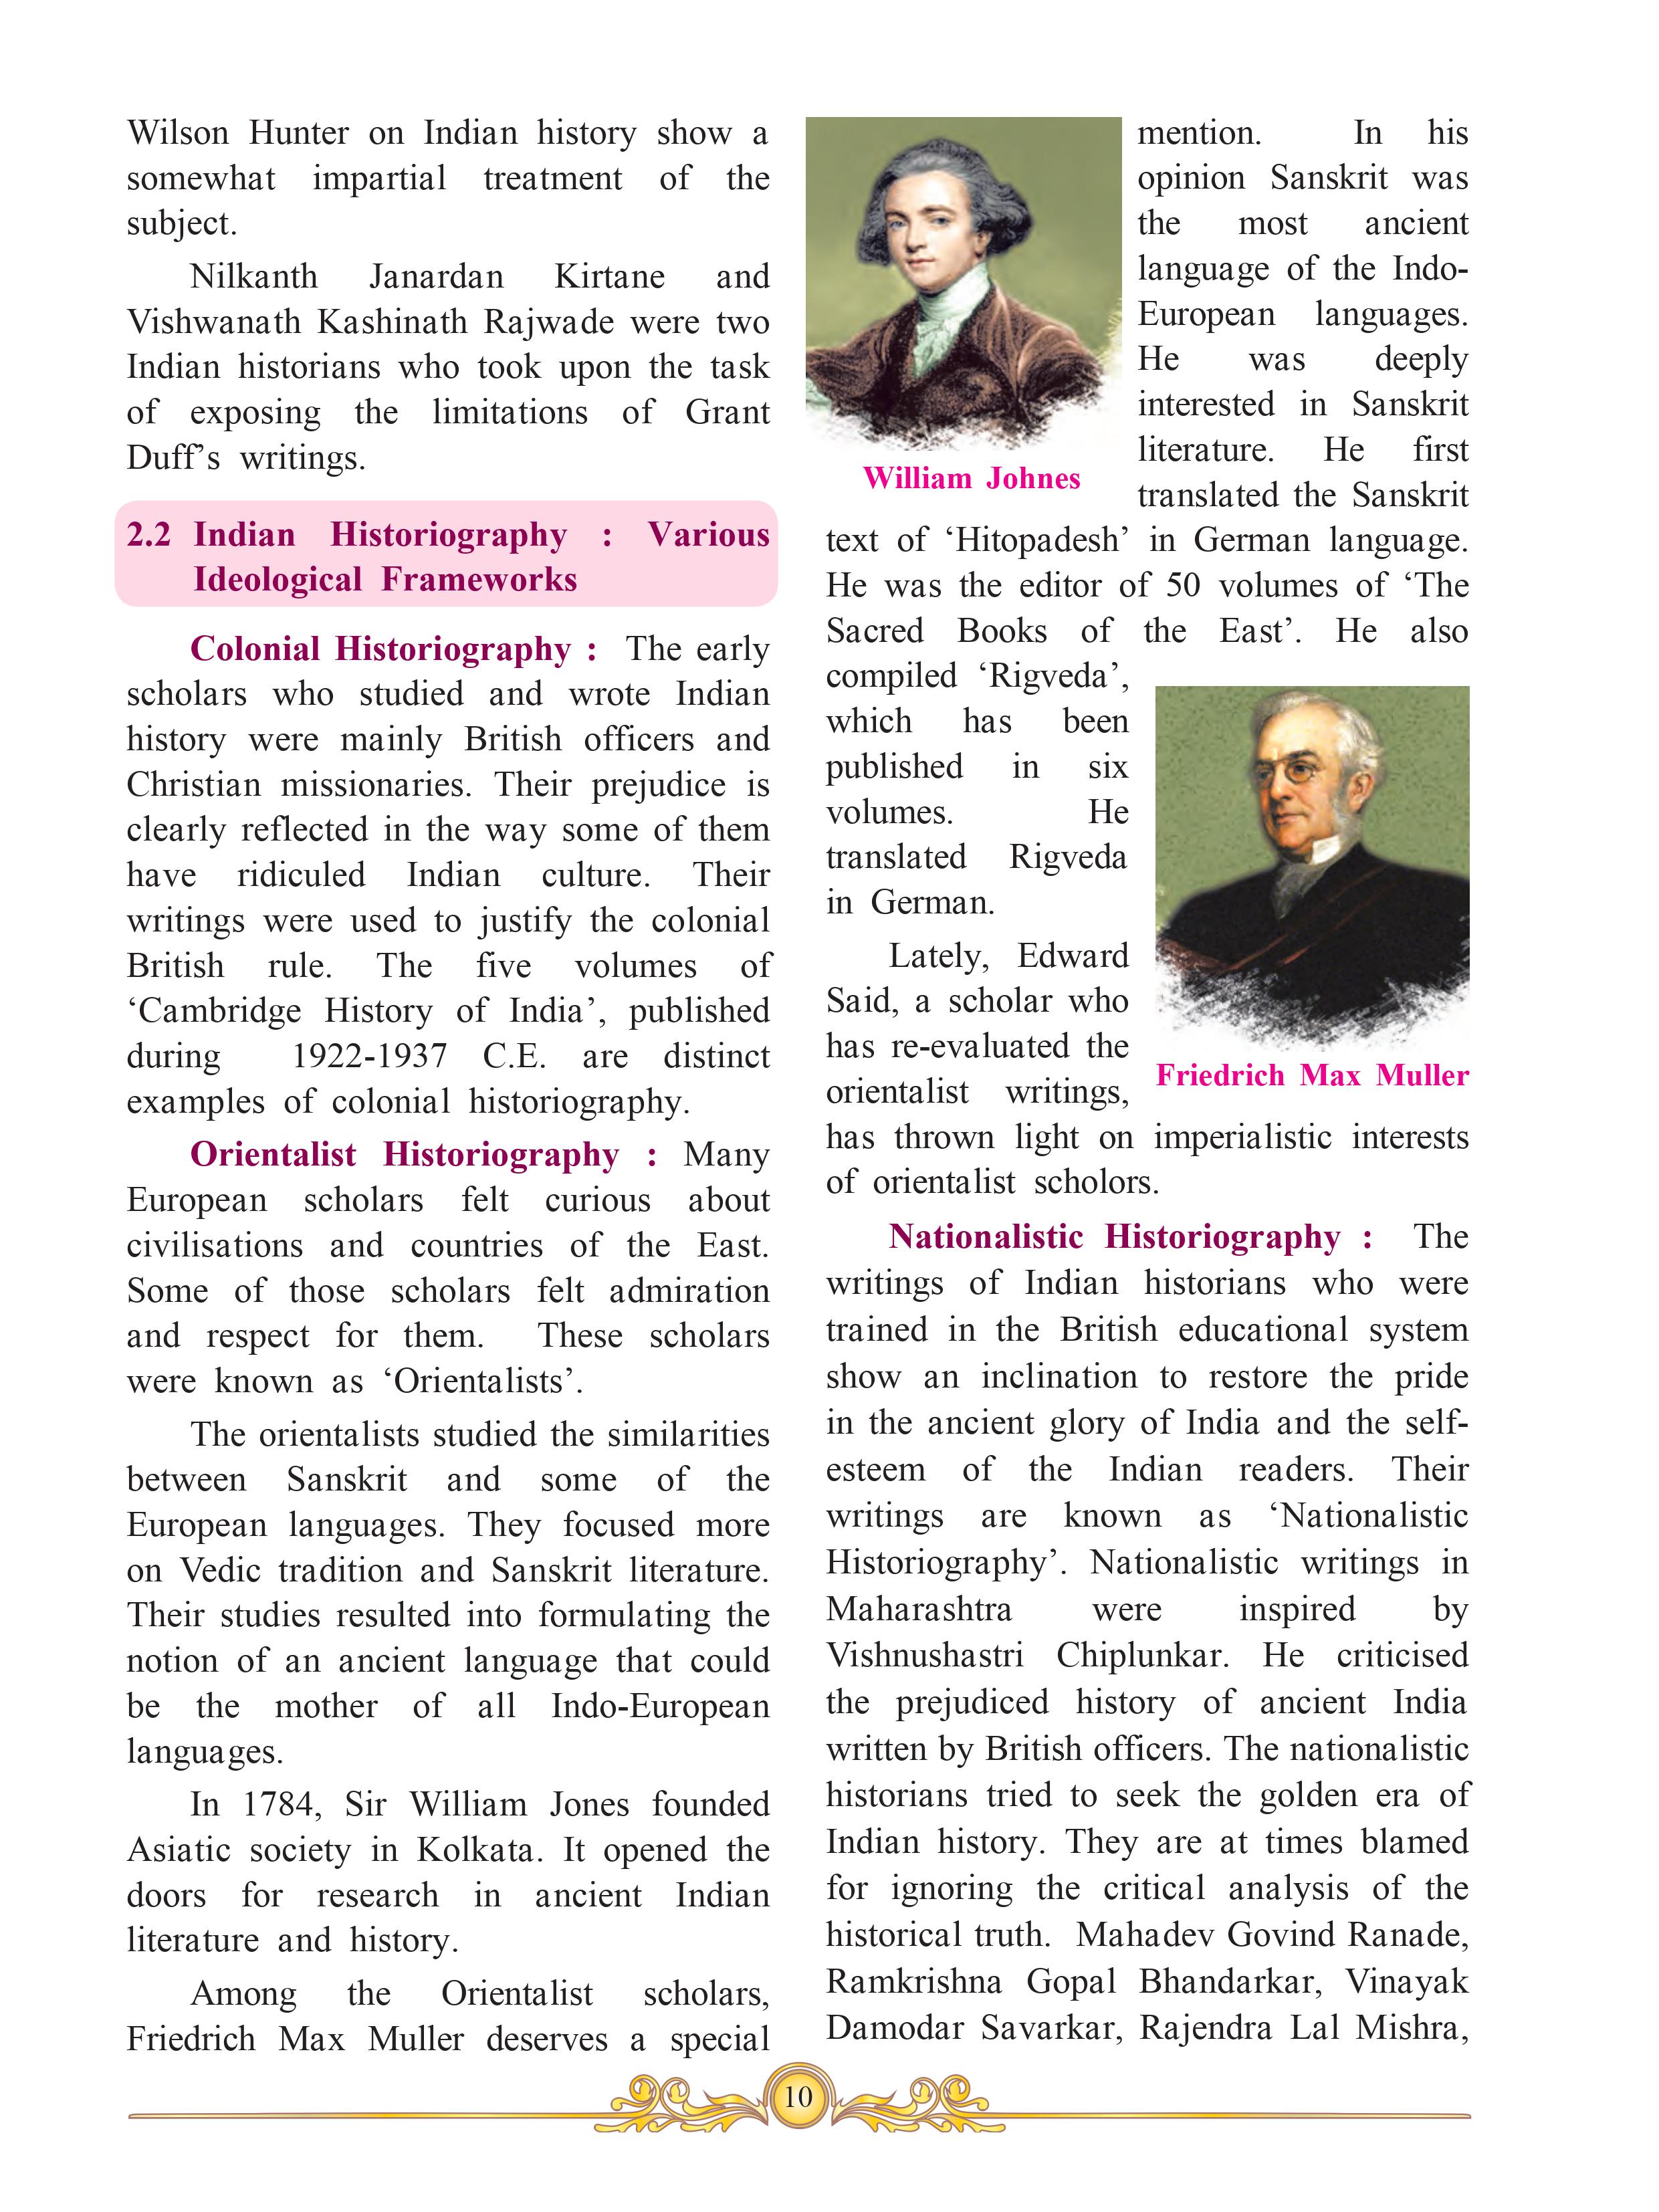 Wilson Hunter on Indian history show a
somewhat impartial treatment of the
subject.
Nilkanth Janardan Kirtane and
Vishwanath Kashinath Rajwade were two
Indian historians who took upon the task
of exposing the limitations of Grant
Duff’s writings.
2.2 Indian Historiography : Various
Ideological Frameworks
Colonial Historiography : The early
scholars who studied and wrote Indian
history were mainly British officers and
Christian missionaries. Their prejudice is
clearly reflected in the way some of them
have ridiculed Indian culture. Their
writings were used to justify the colonial
British rule. The five volumes of
‘Cambridge History of India’, published
during 1922-1937 C.E. are distinct
examples of colonial historiography.
Orientalist Historiography : Many
European scholars felt curious about
civilisations and countries of the East.
Some of those scholars felt admiration
and respect for them. These scholars
were known as ‘Orientalists’.
The orientalists studied the similarities
between Sanskrit and some of the
European languages. They focused more
on Vedic tradition and Sanskrit literature.
Their studies resulted into formulating the
notion of an ancient language that could
be the mother of all Indo-European
languages.
In 1784, Sir William Jones founded
Asiatic society in Kolkata. It opened the
doors for research in ancient Indian
literature and history.
Among the Orientalist scholars,
Friedrich Max Muller deserves a special
William Johnes
mention. In his
opinion Sanskrit was
the most ancient
language of the Indo-
European languages.
He was deeply
interested in Sanskrit
literature. He first
translated the Sanskrit
text of ‘Hitopadesh’ in German language.
He was the editor of 50 volumes of ‘The
Sacred Books of the East’. He also
compiled ‘Rigveda’,
which has been
published in six
volumes. He
translated Rigveda
in German.
Friedrich Max Muller
Lately, Edward
Said, a scholar who
has re-evaluated the
orientalist writings,
has thrown light on imperialistic interests
of orientalist scholors.
Nationalistic Historiography : The
writings of Indian historians who were
trained in the British educational system
show an inclination to restore the pride
in the ancient glory of India and the self-
esteem of the Indian readers. Their
writings are known as ‘Nationalistic
Historiography’. Nationalistic writings in
Maharashtra were inspired by
Vishnushastri Chiplunkar. He criticised
the prejudiced history of ancient India
written by British officers. The nationalistic
historians tried to seek the golden era of
Indian history. They are at times blamed
for ignoring the critical analysis of the
historical truth. Mahadev Govind Ranade,
Ramkrishna Gopal Bhandarkar, Vinayak
Damodar Savarkar, Rajendra Lal Mishra,
10